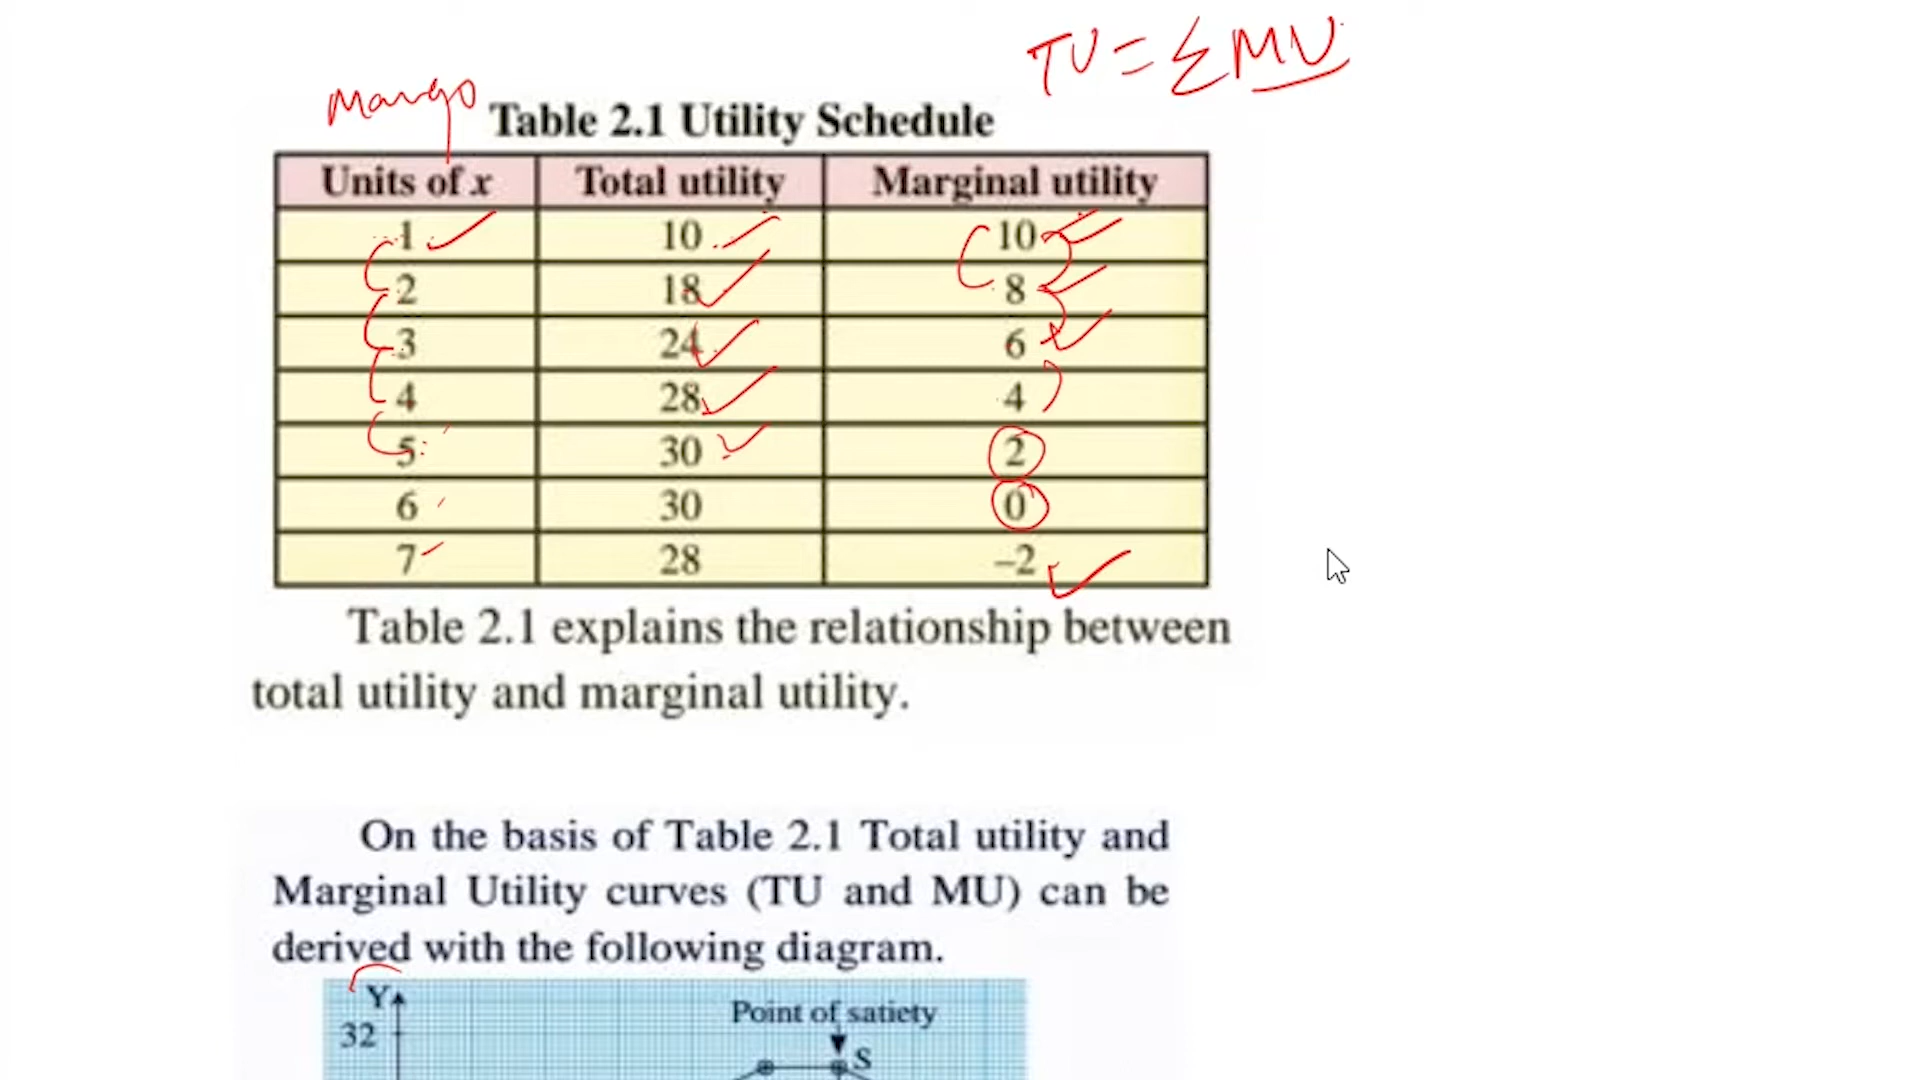 TU = ΣMU
Mango
Table 2.1 Utility Schedule
Units of x Total utility Marginal utility
1 10 10
2 18 8
3 24 6
4 28 4
5 30 2
6 30 0
7 28 –2
Table 2.1 explains the relationship between
total utility and marginal utility.
On the basis of Table 2.1 Total utility and
Marginal Utility curves (TU and MU) can be
derived with the following diagram.
Y
Point of satiety
32
S